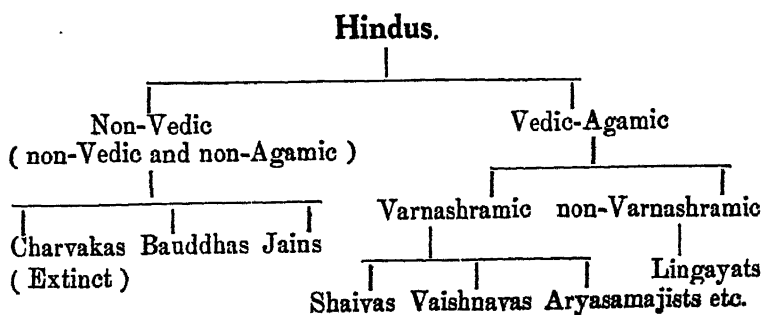 Hindus.
Non-Vedic
( non-Vedic and non-Agamic )
Vedic-Agamic
Varnashramic non-Varnashramic
Charvakas Bauddhas Jains
( Extinct )
Lingayats
Shaivas Vaishnavas Aryasamajists etc.